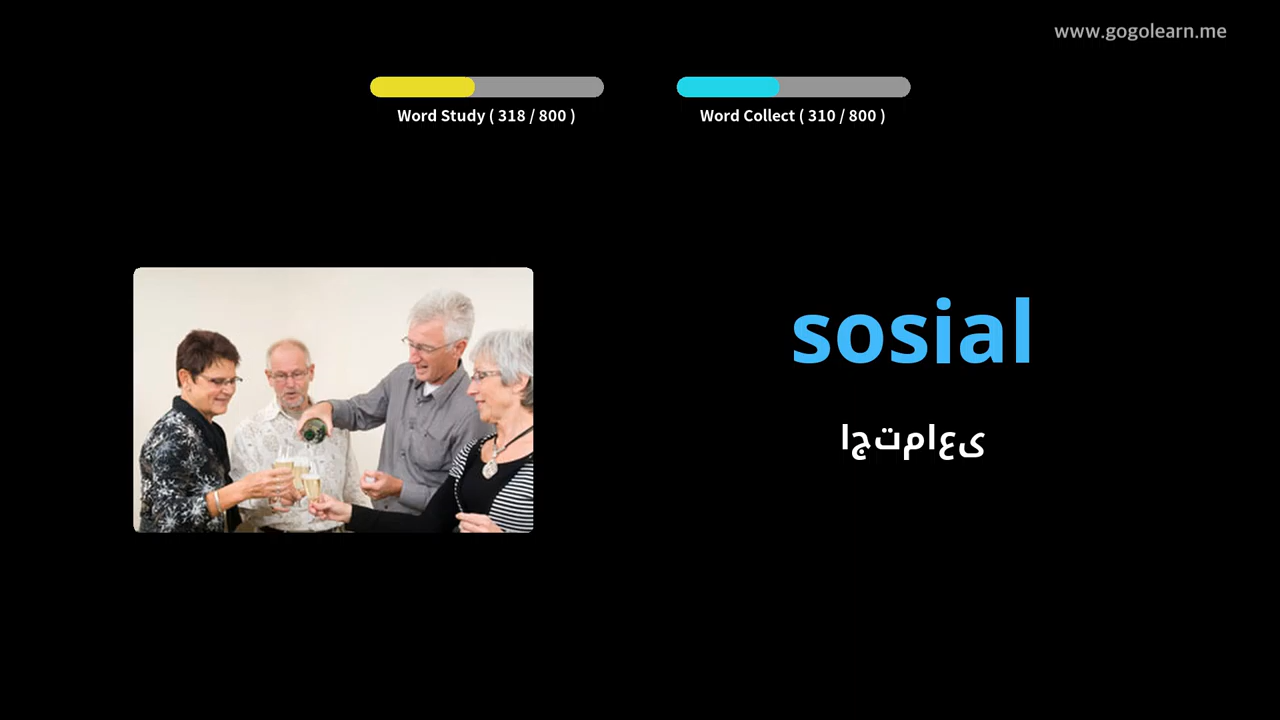 www.gogolearn.me
Word Study ( 318 / 800 )
Word Collect ( 310 / 800 )
sosial
اجتماعی